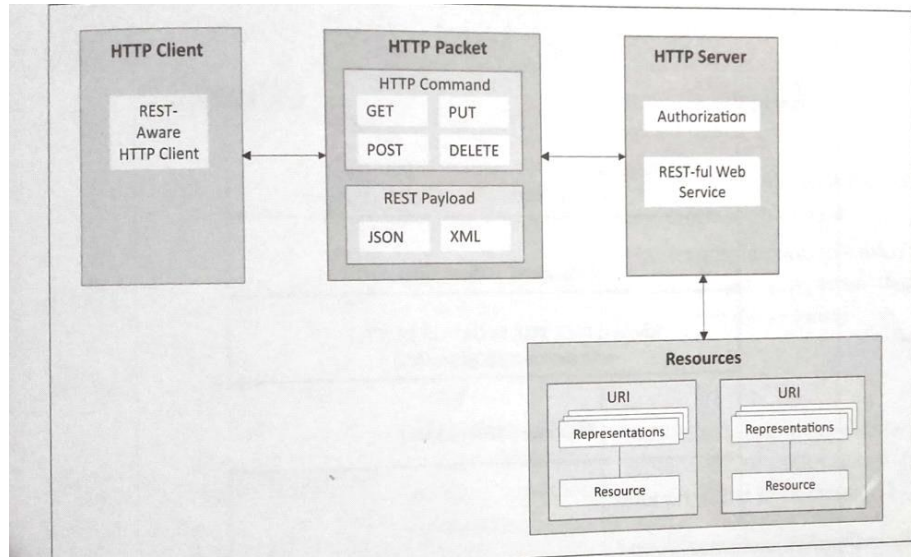 HTTP Client
REST-
Aware
HTTP Client
HTTP Packet
HTTP Command
GET
PUT
POST
DELETE
REST Payload
JSON
XML
HTTP Server
Authorization
REST-ful Web
Service
Resources
URI
Representations
Resource
URI
Representations
Resource